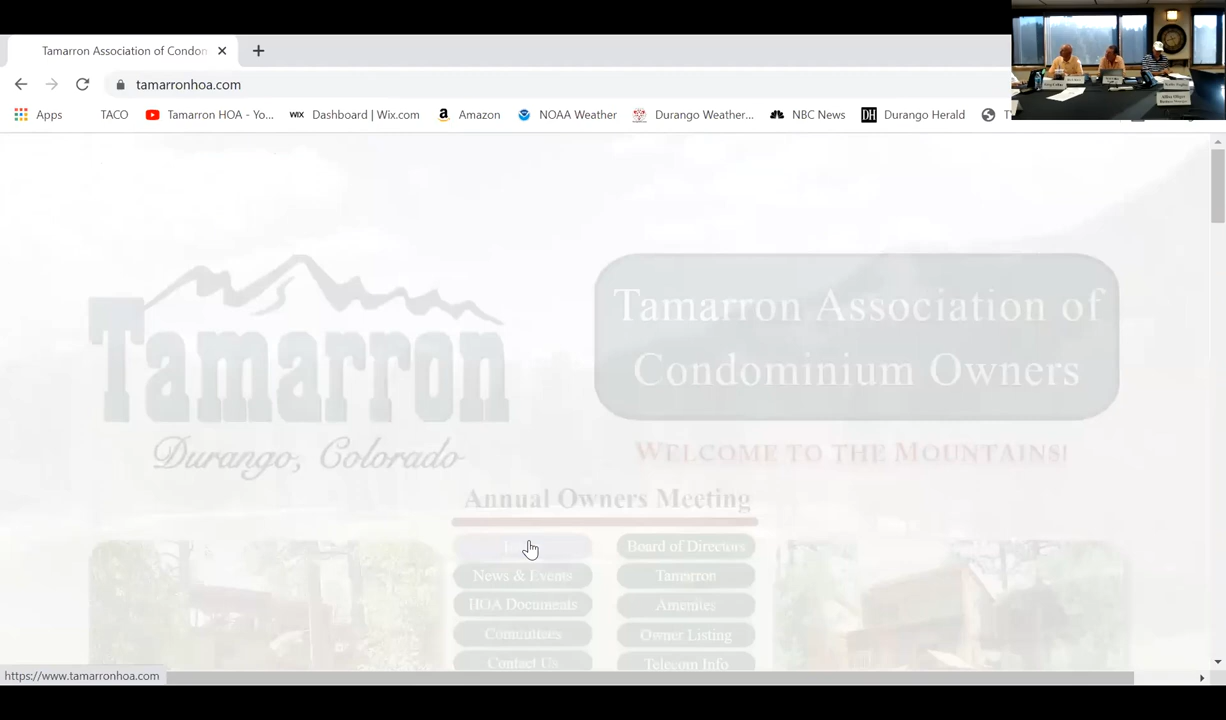 Tamarron Association of Condon
tamarronhoa.com
Apps
TACO
Tamarron HOA - Yo...
WIX
Dashboard | Wix.com
Amazon
NOAA Weather
Durango Weather...
NBC News
DH
Durango Herald
Tamarron
Durango, Colorado
Tamarron Association of
Condominium Owners
WELCOME TO THE MOUNTAINS!
Annual Owners Meeting
Board of Directors
News & Events
Tamarron
HOA Documents
Amenities
Committees
Owner Listing
Contact Us
Telecom Info
https://www.tamarronhoa.com